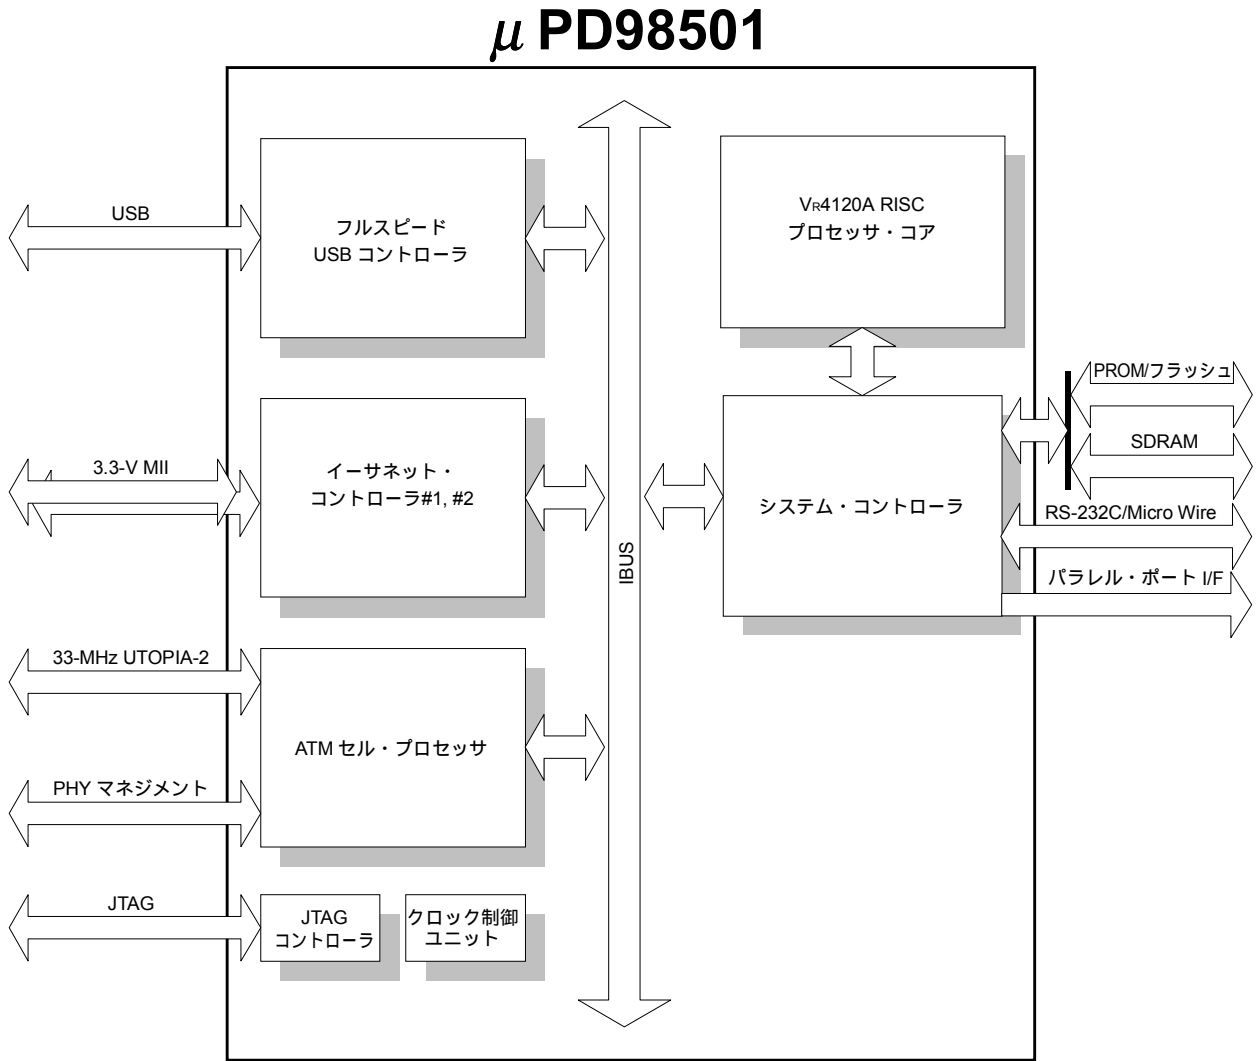 μ PD98501
USB
フルスピード
USB コントローラ
VR4120A RISC
プロセッサ・コア
PROM/フラッシュ
SDRAM
3.3-V MII
イーサネット・
コントローラ#1, #2
システム・コントローラ
RS-232C/Micro Wire
パラレル・ポート I/F
IBUS
33-MHz UTOPIA-2
ATM セル・プロセッサ
PHY マネジメント
JTAG
JTAG
コントローラ
クロック制御
ユニット